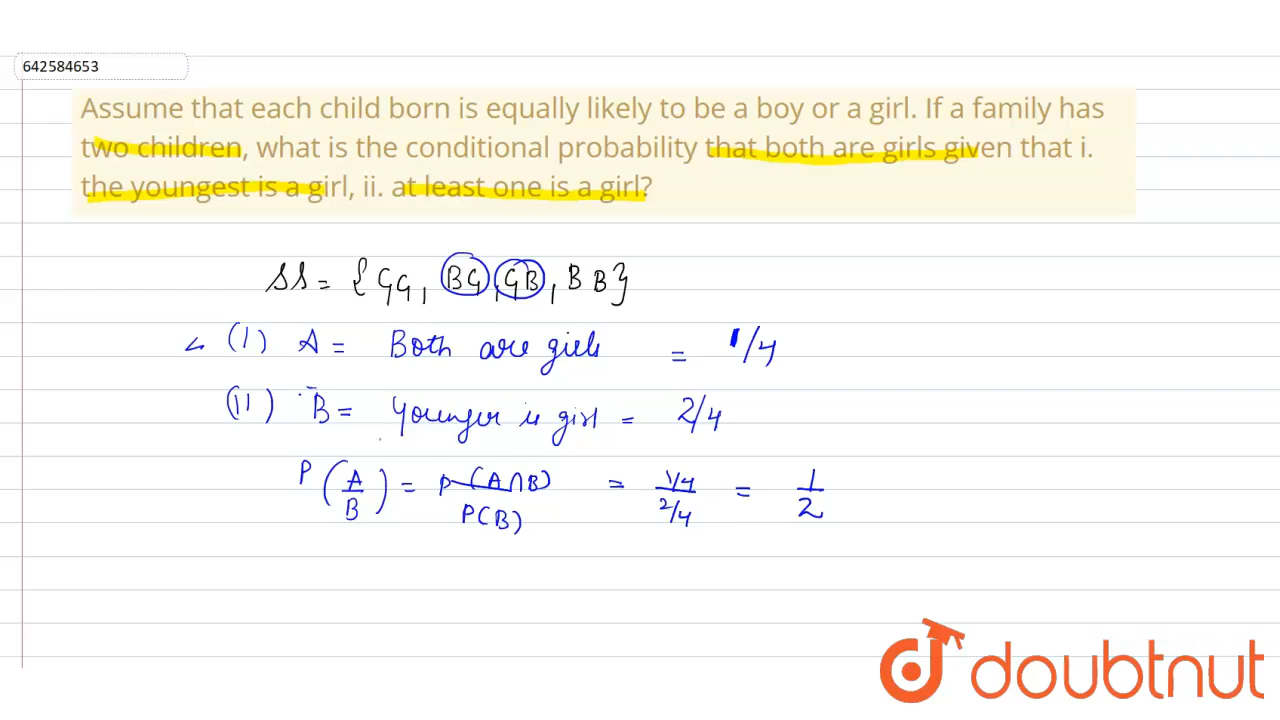 642584653
Assume that each child born is equally likely to be a boy or a girl. If a family has
two children, what is the conditional probability that both are girls given that i.
the youngest is a girl, ii. at least one is a girl?
SS = {GG, BG, GB, BB}
(I) A = Both are girls = 1/4
(II) B = Younger is girl = 2/4
P(A/B) = P(A∩B)/P(B) = 1/4/2/4 = 1/2
doubtnut